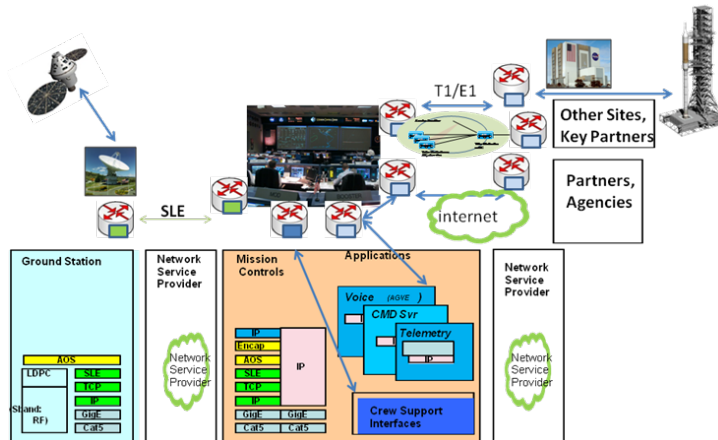 T1/E1
Other Sites,
Key Partners
SLE
internet
Partners,
Agencies
Ground Station
Network
Service
Provider
Mission
Controls
Applications
Network
Service
Provider
Voice (AGVE)
CMD Svr
Telemetry
IP
IP
Encap
AOS
SLE
TCP
IP
GigE GigE
Cat5 Cat5
IP
AOS
LDPC
SLE
TCP
IP
GigE
Cat5
RF)
Network
Service
Provider
Network
Service
Provider
Crew Support
Interfaces